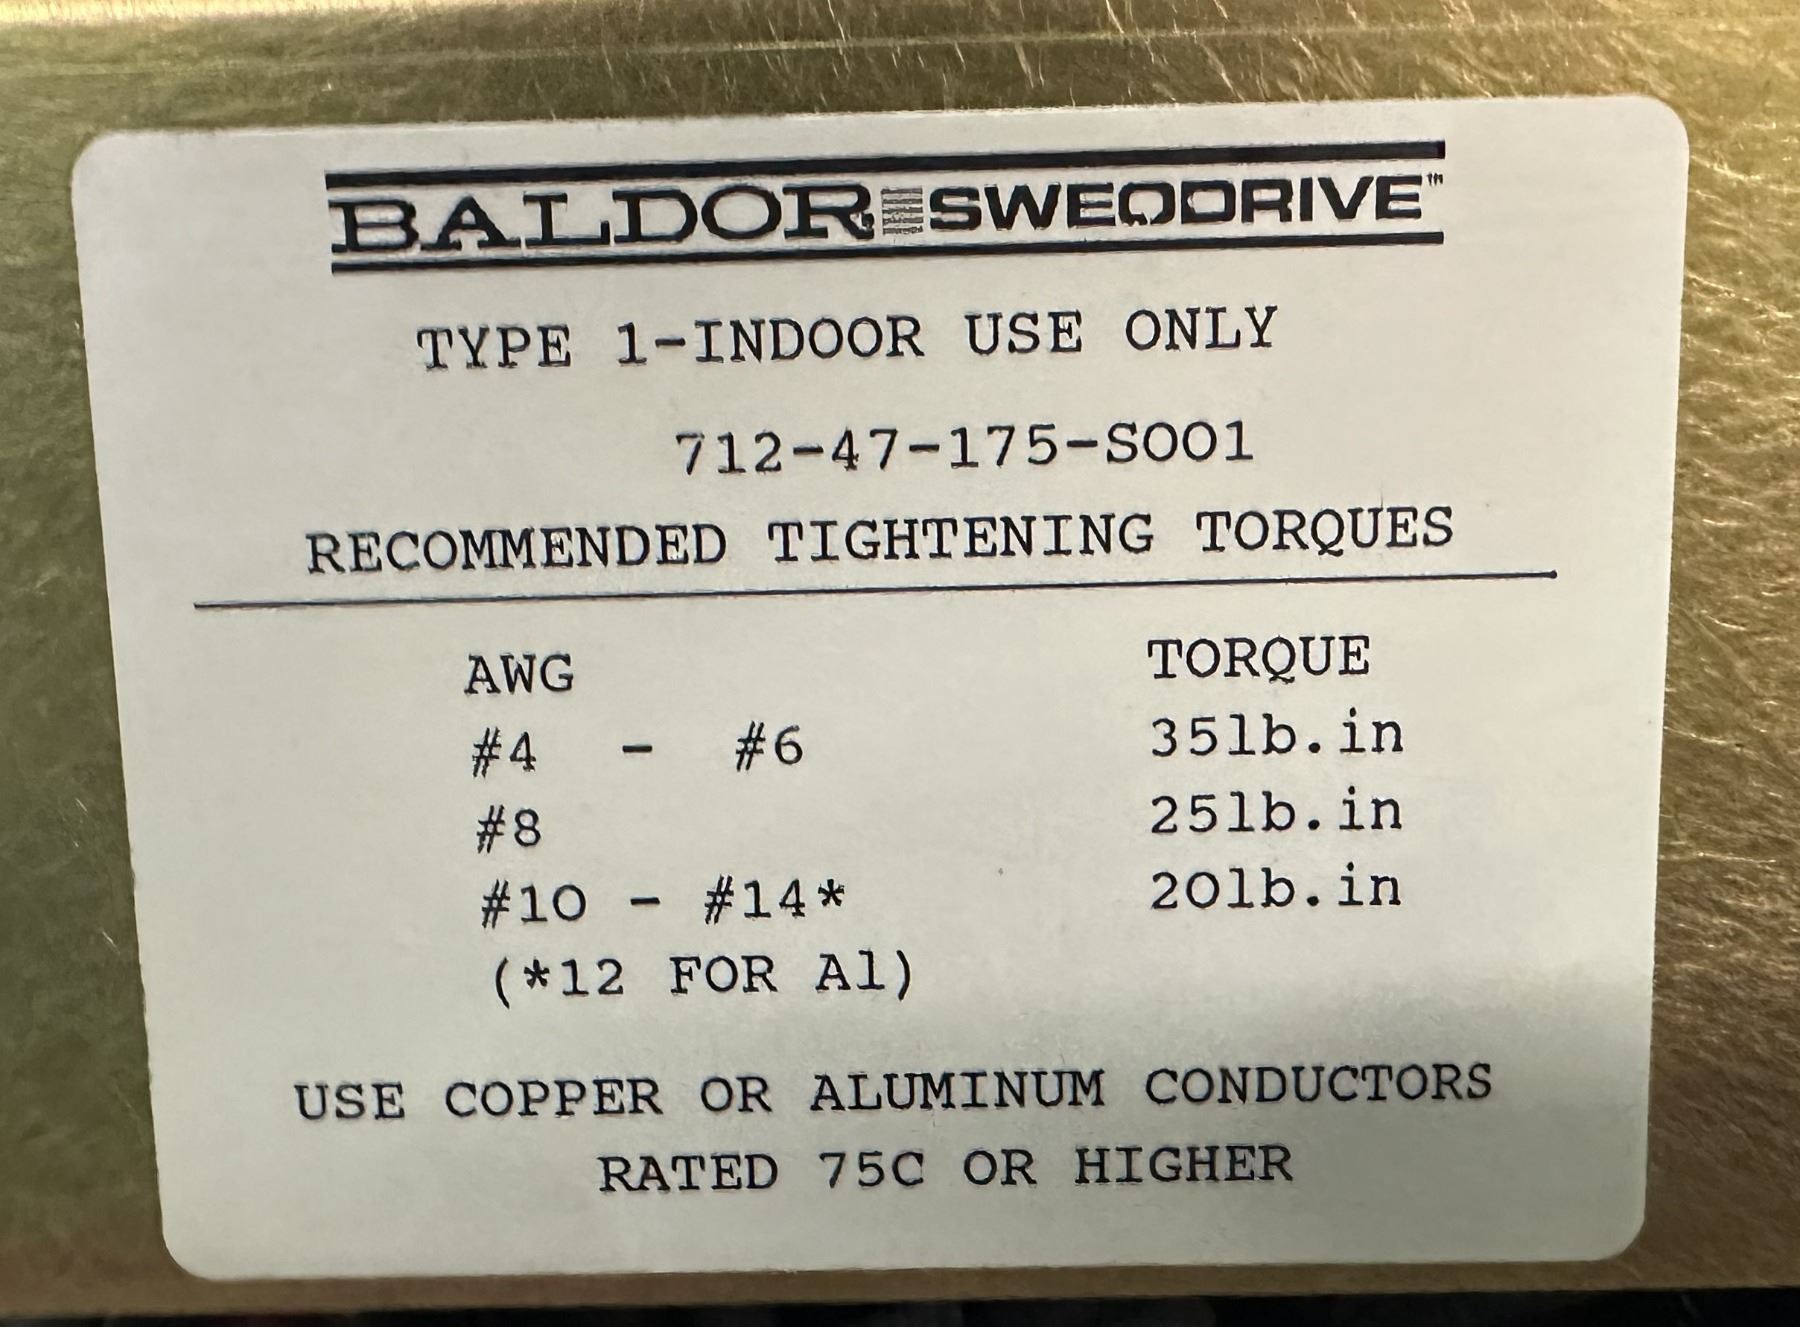 BALDOR SWEODRIVE™
TYPE 1-INDOOR USE ONLY
712-47-175-S001
RECOMMENDED TIGHTENING TORQUES
AWG TORQUE
#4 - #6 35lb.in
#8 25lb.in
#10 - #14* 20lb.in
(*12 FOR Al)
USE COPPER OR ALUMINUM CONDUCTORS
RATED 75C OR HIGHER